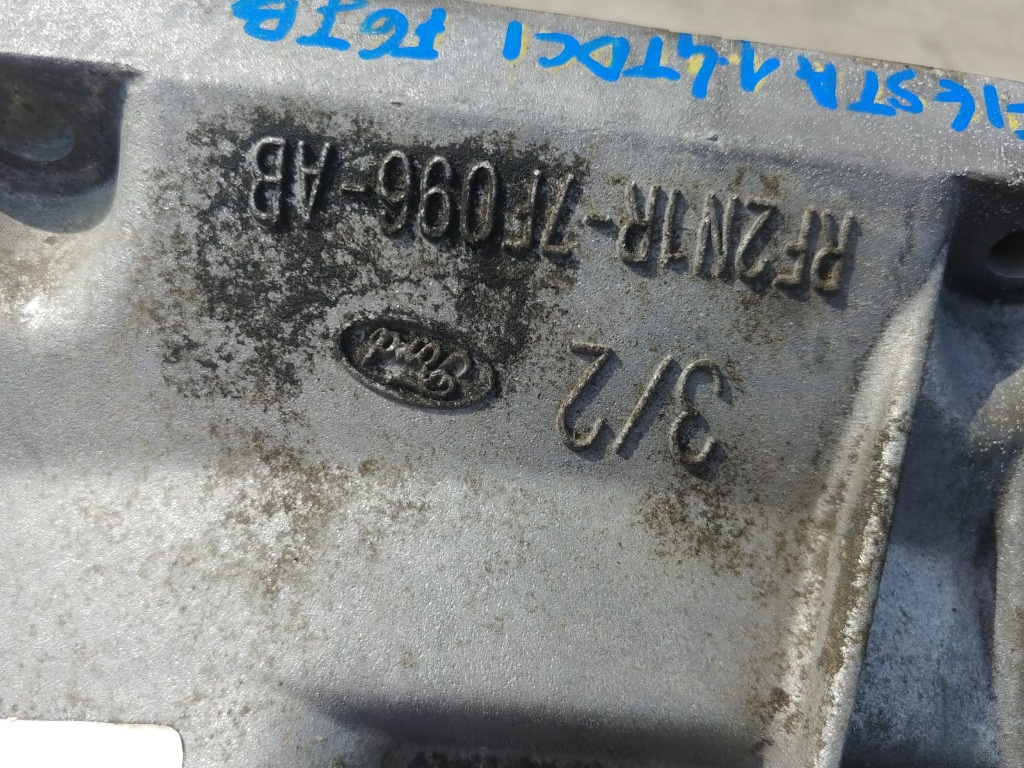 3/2 Ford
RF2N1R-7F096-AB
FIESTA 1.4TDCI F6JB